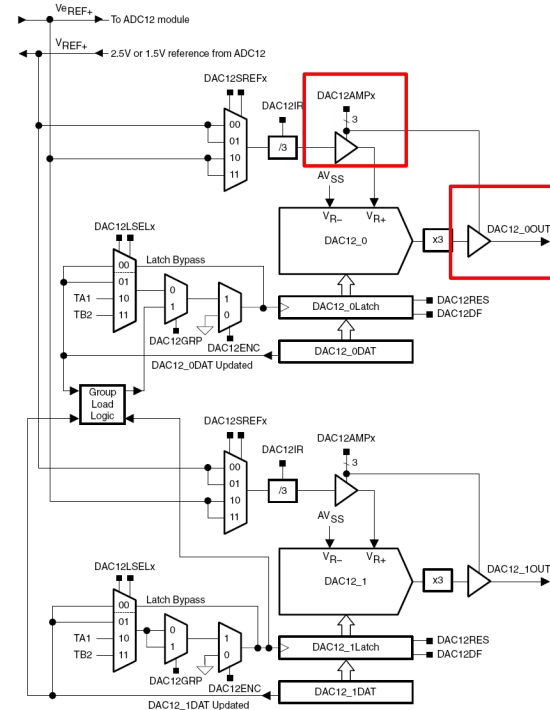 VeREF+
To ADC12 module
VREF+
2.5V or 1.5V reference from ADC12
DAC12SREFx
DAC12IR
DAC12AMPx
3
00
01
10
11
/3
AVSS
VR−
VR+
DAC12_0
x3
DAC12_0OUT
DAC12LSELx
Latch Bypass
00
01
TA1
10
TB2
11
0
1
1
0
DAC12GRP
DAC12ENC
DAC12_0Latch
DAC12RES
DAC12DF
DAC12_0DAT
DAC12_0DAT Updated
Group
Load
Logic
DAC12SREFx
DAC12IR
DAC12AMPx
3
00
01
10
11
/3
AVSS
VR−
VR+
DAC12_1
x3
DAC12_1OUT
DAC12LSELx
Latch Bypass
00
01
TA1
10
TB2
11
0
1
1
0
DAC12GRP
DAC12ENC
DAC12_1Latch
DAC12RES
DAC12DF
DAC12_1DAT
DAC12_1DAT Updated